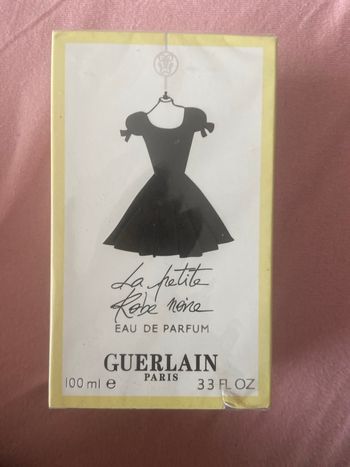 La petite
Robe noire
EAU DE PARFUM
GUERLAIN
PARIS
100 ml e 3.3 FL OZ